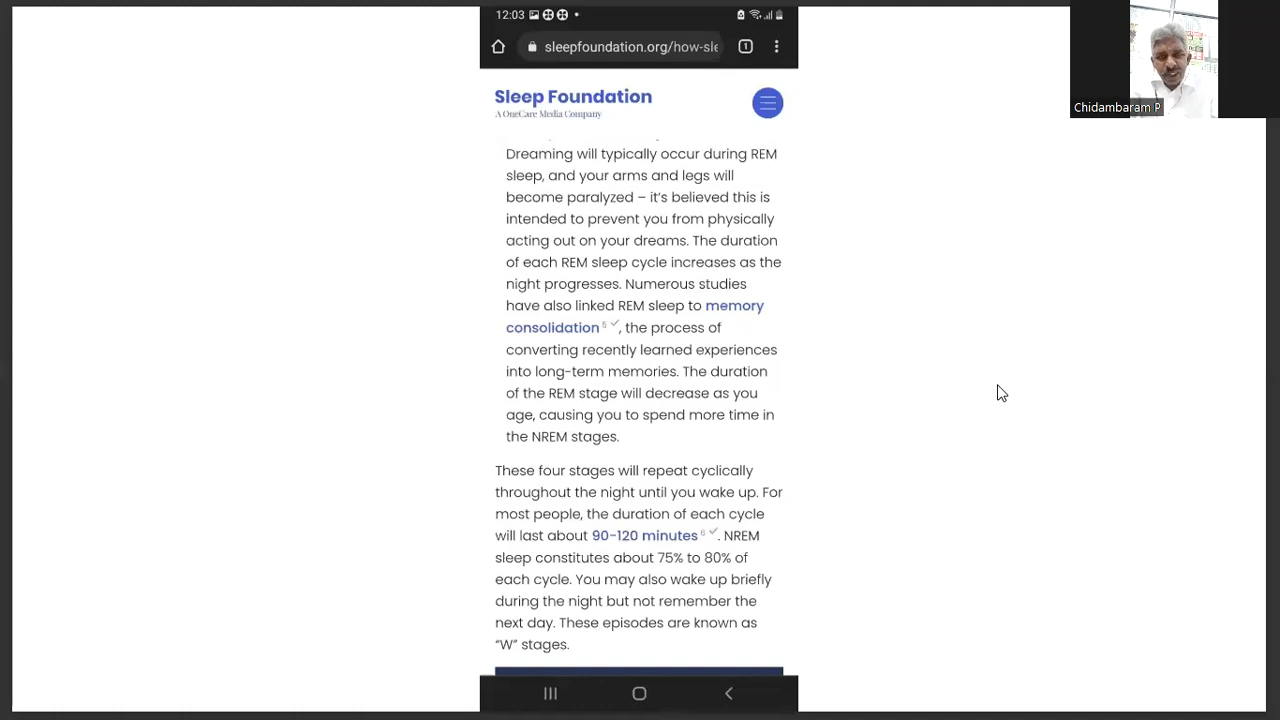 12:03
sleepfoundation.org/how-sle
1
Sleep Foundation
A OneCare Media Company
Dreaming will typically occur during REM
sleep, and your arms and legs will
become paralyzed – it's believed this is
intended to prevent you from physically
acting out on your dreams. The duration
of each REM sleep cycle increases as the
night progresses. Numerous studies
have also linked REM sleep to memory
consolidation 5, the process of
converting recently learned experiences
into long-term memories. The duration
of the REM stage will decrease as you
age, causing you to spend more time in
the NREM stages.
These four stages will repeat cyclically
throughout the night until you wake up. For
most people, the duration of each cycle
will last about 90-120 minutes 6. NREM
sleep constitutes about 75% to 80% of
each cycle. You may also wake up briefly
during the night but not remember the
next day. These episodes are known as
“W” stages.
Chidambaram P